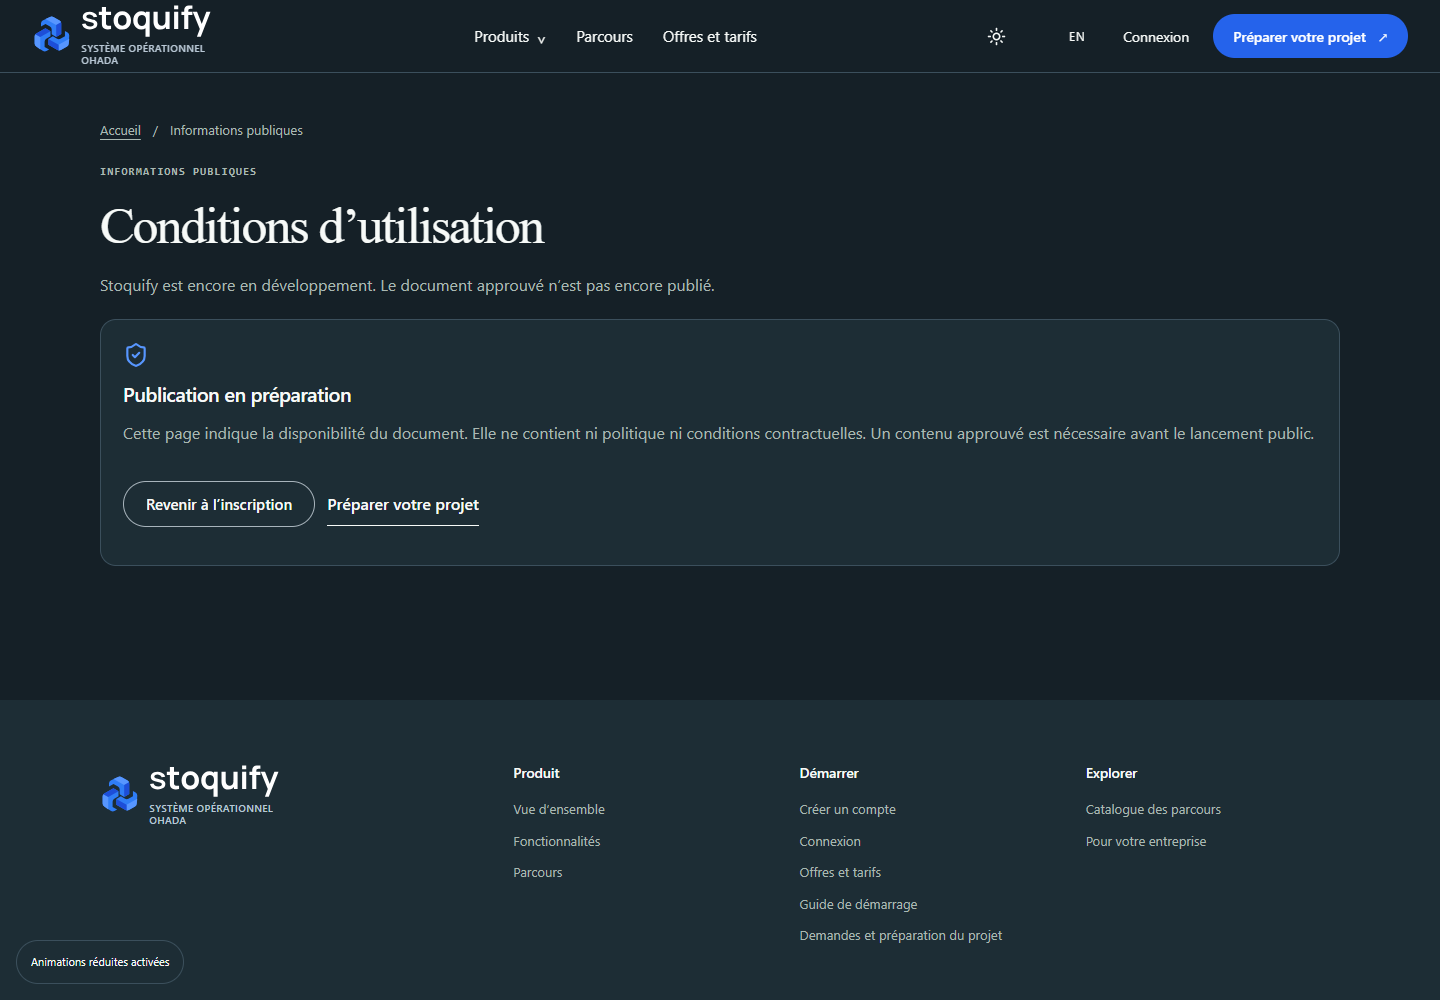 stoquify
SYSTÈME OPÉRATIONNEL
OHADA
Produits
Parcours
Offres et tarifs
EN
Connexion
Préparer votre projet ↗
Accueil / Informations publiques
INFORMATIONS PUBLIQUES
Conditions d’utilisation
Stoquify est encore en développement. Le document approuvé n’est pas encore publié.
Publication en préparation
Cette page indique la disponibilité du document. Elle ne contient ni politique ni conditions contractuelles. Un contenu approuvé est nécessaire avant le lancement public.
Revenir à l’inscription
Préparer votre projet
stoquify
SYSTÈME OPÉRATIONNEL
OHADA
Produit
Vue d’ensemble
Fonctionnalités
Parcours
Démarrer
Créer un compte
Connexion
Offres et tarifs
Guide de démarrage
Demandes et préparation du projet
Explorer
Catalogue des parcours
Pour votre entreprise
Animations réduites activées